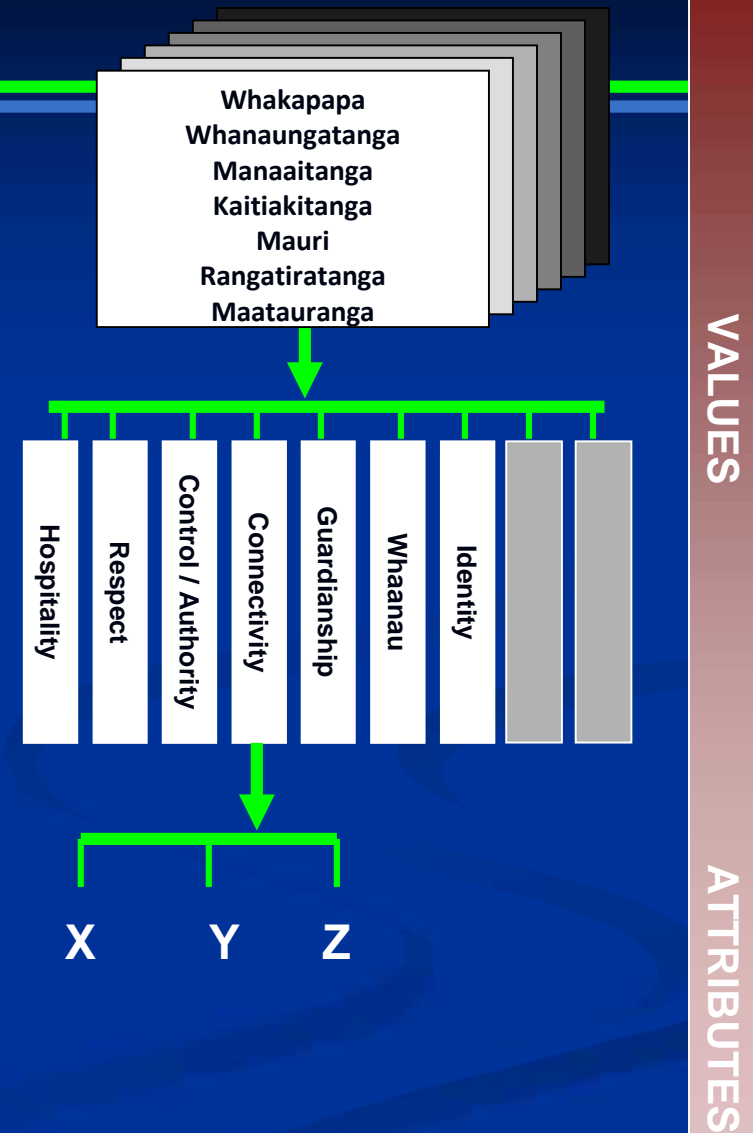 Whakapapa
Whanaungatanga
Manaaitanga
Kaitiakitanga
Mauri
Rangatiratanga
Maatauranga
VALUES
Hospitality
Respect
Control / Authority
Connectivity
Guardianship
Whaanau
Identity
X Y Z
ATTRIBUTES